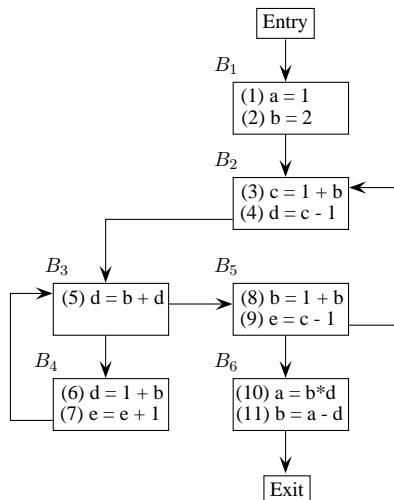 Entry
B1
(1) a = 1
(2) b = 2
B2
(3) c = 1 + b
(4) d = c - 1
B3
(5) d = b + d
B5
(8) b = 1 + b
(9) e = c - 1
B4
(6) d = 1 + b
(7) e = e + 1
B6
(10) a = b*d
(11) b = a - d
Exit